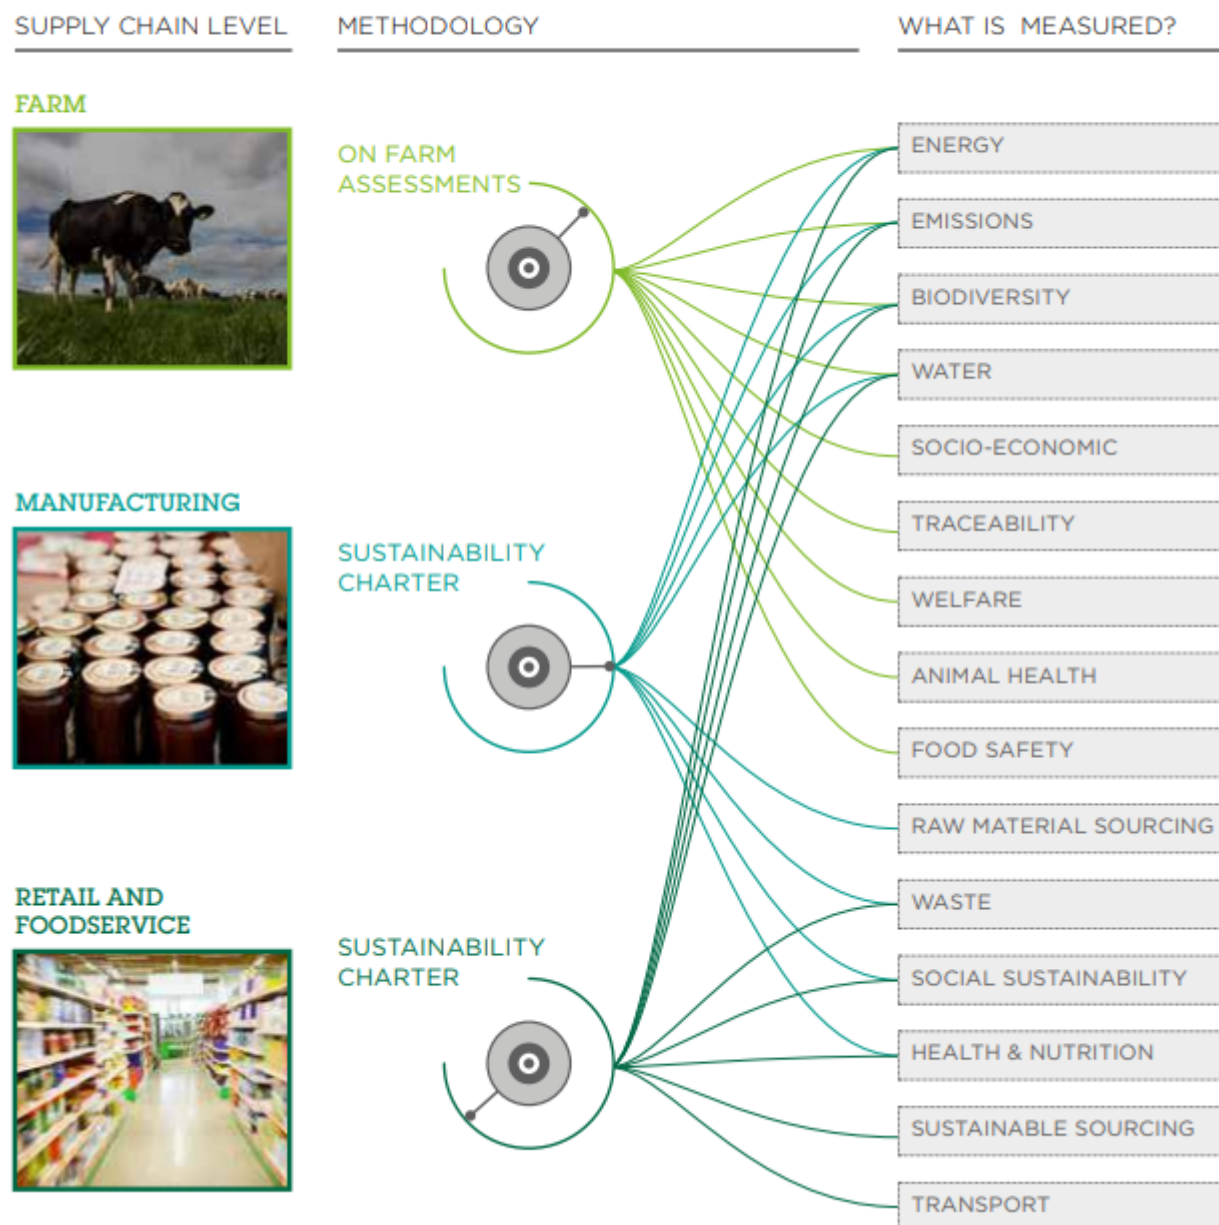 SUPPLY CHAIN LEVEL
METHODOLOGY
WHAT IS MEASURED?
FARM
ON FARM
ASSESSMENTS
MANUFACTURING
SUSTAINABILITY
CHARTER
RETAIL AND
FOODSERVICE
SUSTAINABILITY
CHARTER
ENERGY
EMISSIONS
BIODIVERSITY
WATER
SOCIO-ECONOMIC
TRACEABILITY
WELFARE
ANIMAL HEALTH
FOOD SAFETY
RAW MATERIAL SOURCING
WASTE
SOCIAL SUSTAINABILITY
HEALTH & NUTRITION
SUSTAINABLE SOURCING
TRANSPORT